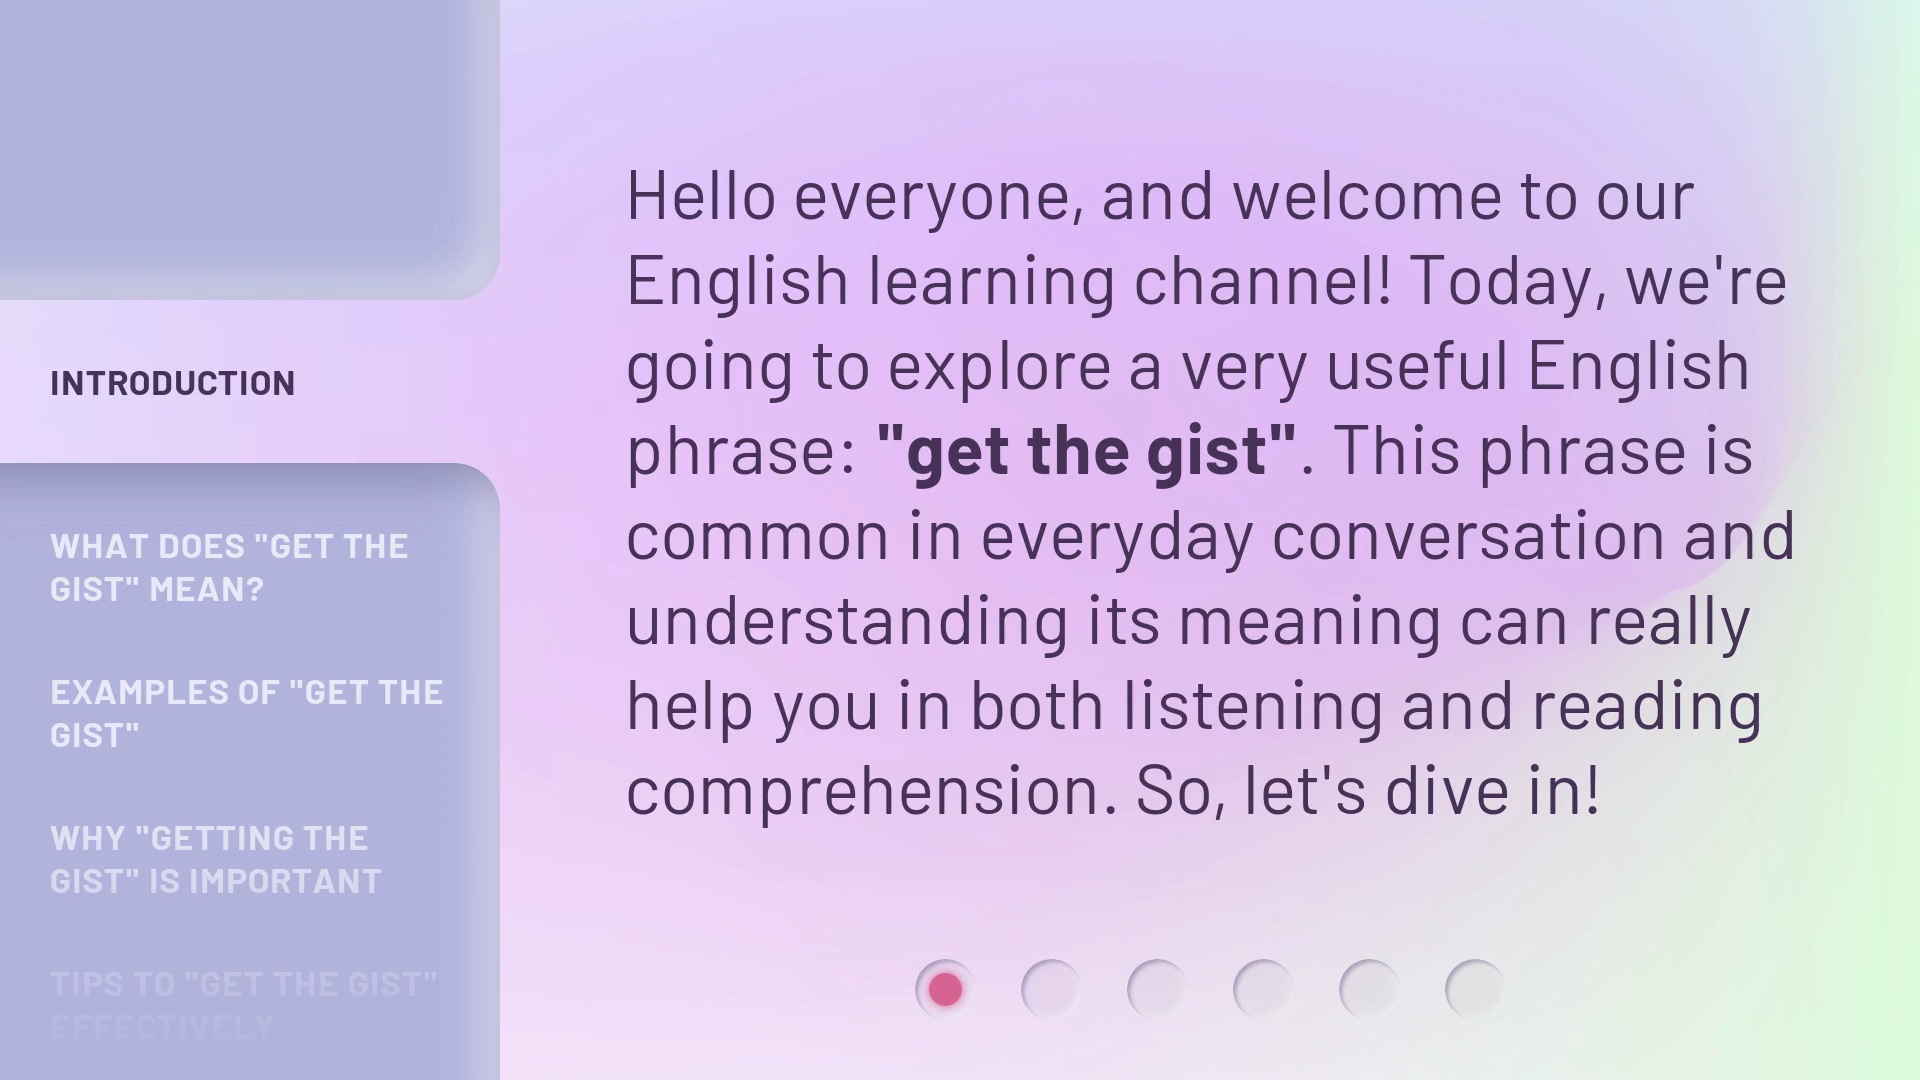 INTRODUCTION
WHAT DOES "GET THE
GIST" MEAN?
EXAMPLES OF "GET THE
GIST"
WHY "GETTING THE
GIST" IS IMPORTANT
TIPS TO "GET THE GIST"
EFFECTIVELY
Hello everyone, and welcome to our
English learning channel! Today, we're
going to explore a very useful English
phrase: "get the gist". This phrase is
common in everyday conversation and
understanding its meaning can really
help you in both listening and reading
comprehension. So, let's dive in!